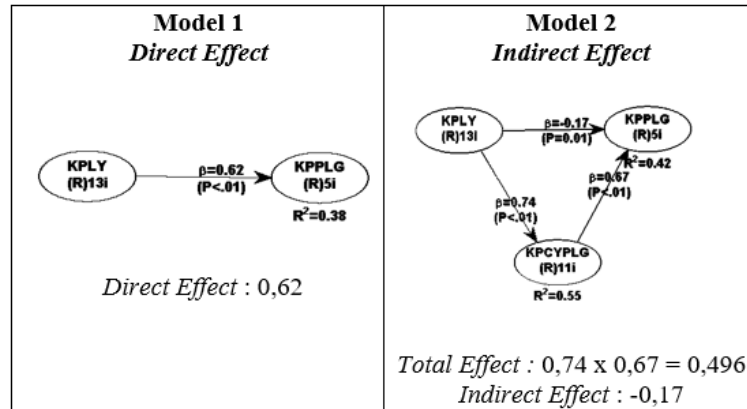 Model 1
Direct Effect
KPLY
(R)13i
β=0.62
(P<.01)
KPPLG
(R)5i
R²=0.38
Direct Effect : 0,62
Model 2
Indirect Effect
KPLY
(R)13i
β=-0.17
(P=0.01)
KPPLG
(R)5i
R²=0.42
β=0.74
(P<.01)
β=0.67
(P<.01)
KPCYPLG
(R)11i
R²=0.55
Total Effect : 0,74 x 0,67 = 0,496
Indirect Effect : -0,17